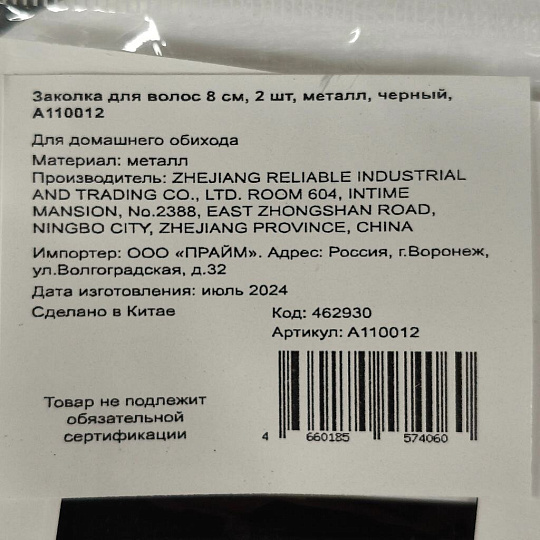 Заколка для волос 8 см, 2 шт, металл, черный,
А110012
Для домашнего обихода
Материал: металл
Производитель: ZHEJIANG RELIABLE INDUSTRIAL
AND TRADING CO., LTD. ROOM 604, INTIME
MANSION, No.2388, EAST ZHONGSHAN ROAD,
NINGBO CITY, ZHEJIANG PROVINCE, CHINA
Импортер: ООО «ПРАЙМ». Адрес: Россия, г.Воронеж,
ул.Волгоградская, д.32
Дата изготовления: июль 2024
Сделано в Китае
Код: 462930
Артикул: А110012
Товар не подлежит
обязательной
сертификации
4 660185 574060